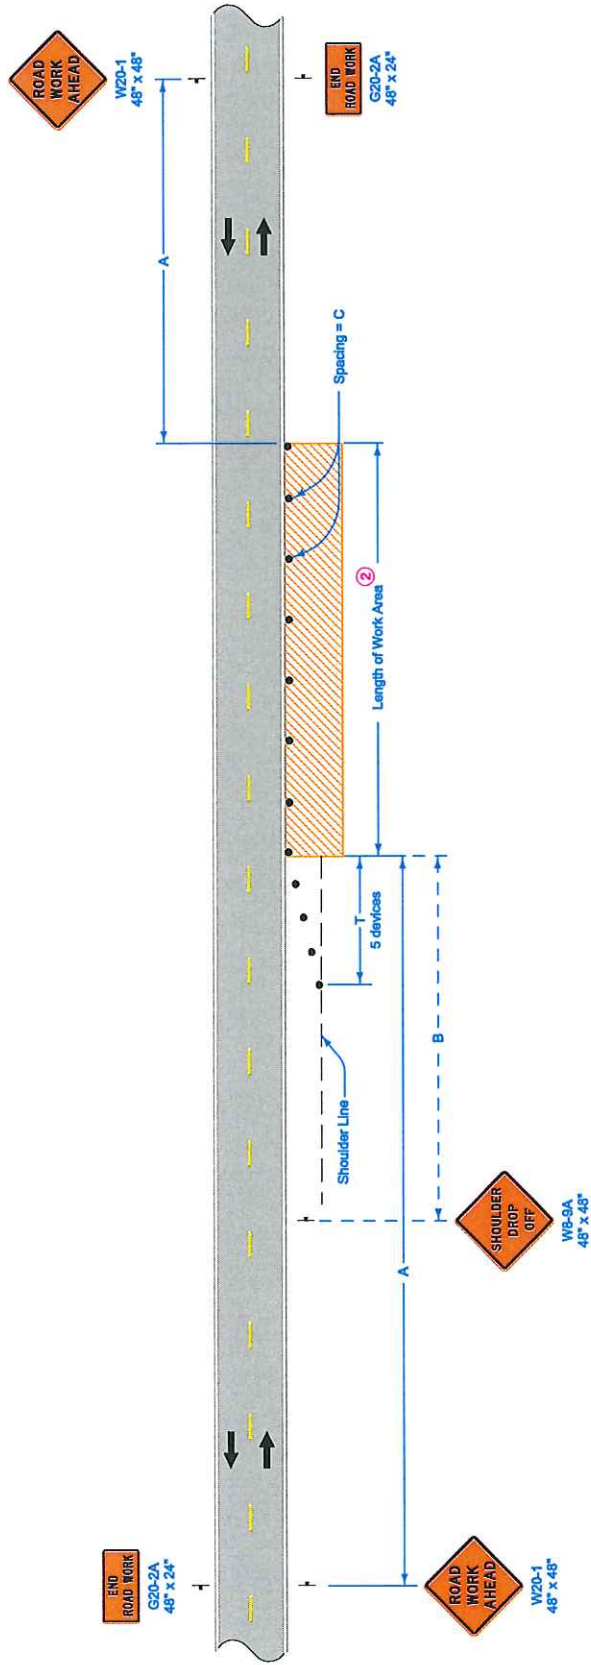 ROAD
WORK
AHEAD
W20-1
48" x 48"
END
ROAD WORK
G20-2A
48" x 24"
A
Spacing = C
Length of Work Area ②
T
5 devices
B
Shoulder Line
A
SHOULDER
DROP
OFF
W8-9A
48" x 48"
END
ROAD WORK
G20-2A
48" x 24"
ROAD
WORK
AHEAD
W20-1
48" x 48"